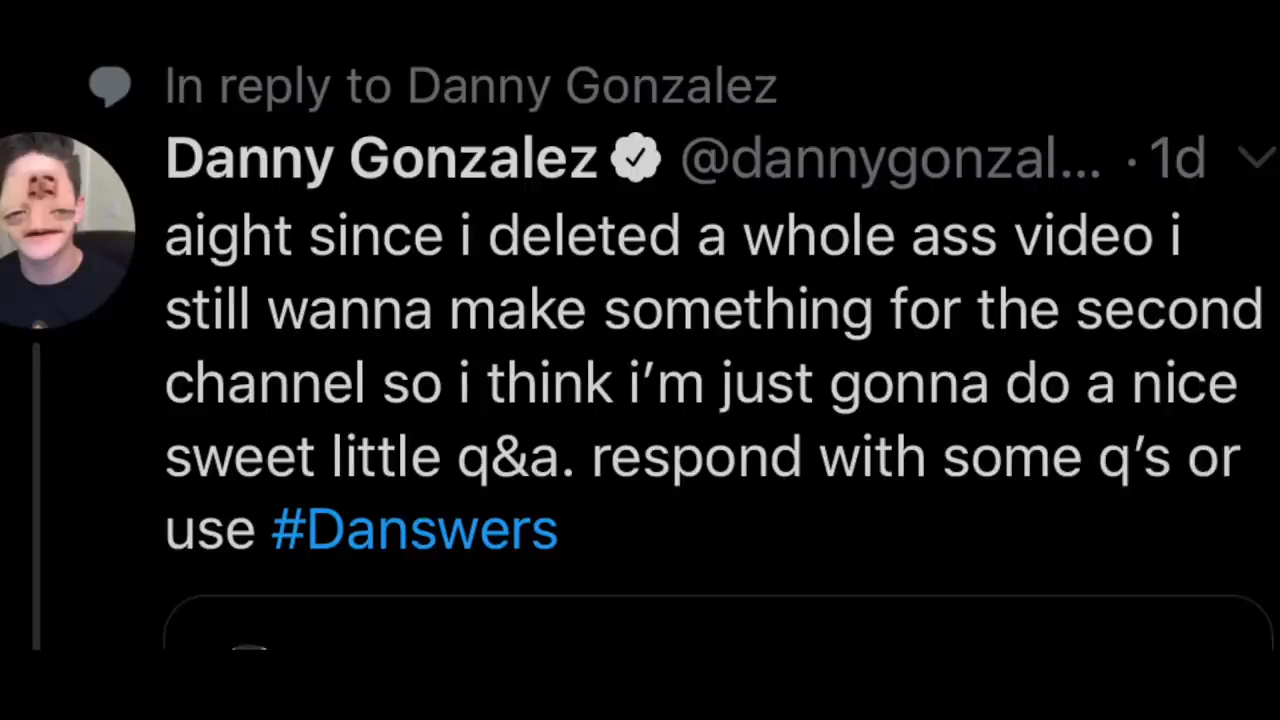 In reply to Danny Gonzalez
Danny Gonzalez @dannygonzal... · 1d
aight since i deleted a whole ass video i
still wanna make something for the second
channel so i think i’m just gonna do a nice
sweet little q&a. respond with some q’s or
use #Danswers